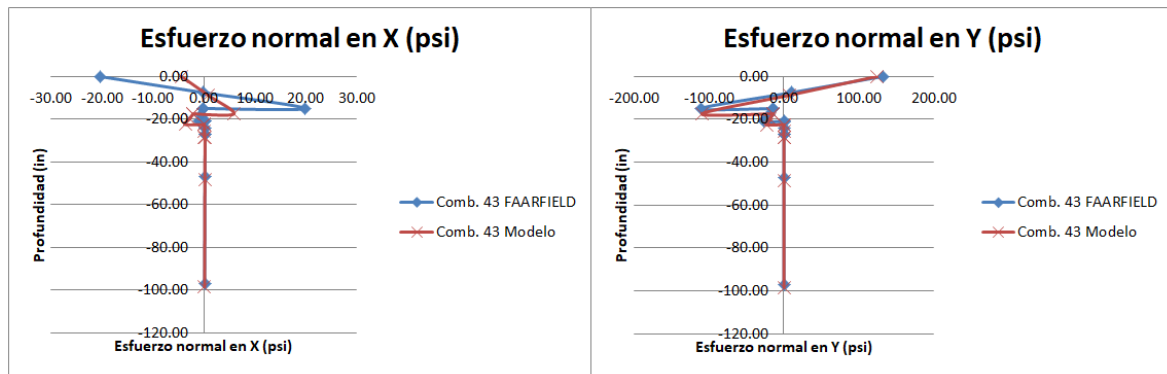 Esfuerzo normal en X (psi)
0.00
-30.00 -20.00 -10.00 0.00 10.00 20.00 30.00
-20.00
-40.00
-60.00
-80.00
-100.00
-120.00
Profundidad (in)
Esfuerzo normal en X (psi)
Comb. 43 FAARFIELD
Comb. 43 Modelo
Esfuerzo normal en Y (psi)
0.00
-200.00 -100.00 0.00 100.00 200.00
-20.00
-40.00
-60.00
-80.00
-100.00
-120.00
Profundidad (in)
Esfuerzo normal en Y (psi)
Comb. 43 FAARFIELD
Comb. 43 Modelo